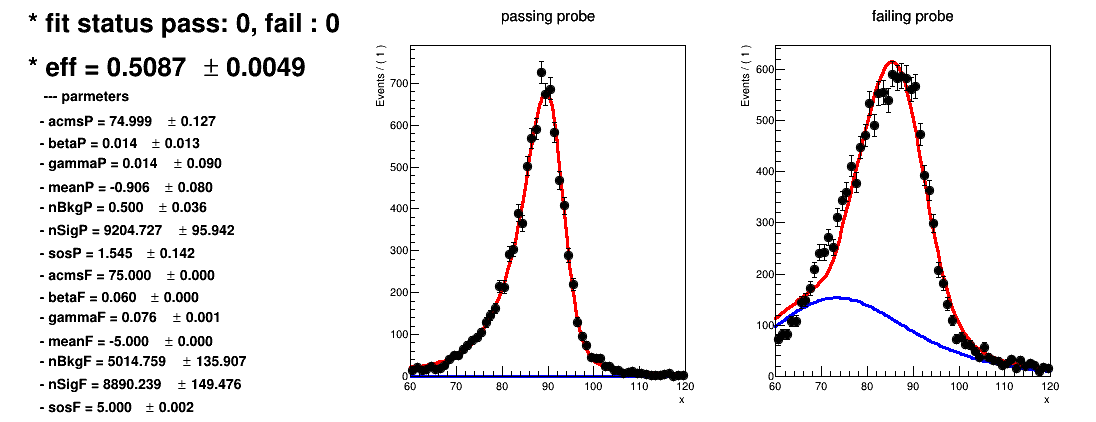 * fit status pass: 0, fail : 0
* eff = 0.5087 ± 0.0049
--- parmeters
- acmsP = 74.999 ± 0.127
- betaP = 0.014 ± 0.013
- gammaP = 0.014 ± 0.090
- meanP = -0.906 ± 0.080
- nBkgP = 0.500 ± 0.036
- nSigP = 9204.727 ± 95.942
- sosP = 1.545 ± 0.142
- acmsF = 75.000 ± 0.000
- betaF = 0.060 ± 0.000
- gammaF = 0.076 ± 0.001
- meanF = -5.000 ± 0.000
- nBkgF = 5014.759 ± 135.907
- nSigF = 8890.239 ± 149.476
- sosF = 5.000 ± 0.002
passing probe
Events / ( 1 )
700
600
500
400
300
200
100
0
60 70 80 90 100 110 120
x
failing probe
Events / ( 1 )
600
500
400
300
200
100
0
60 70 80 90 100 110 120
x